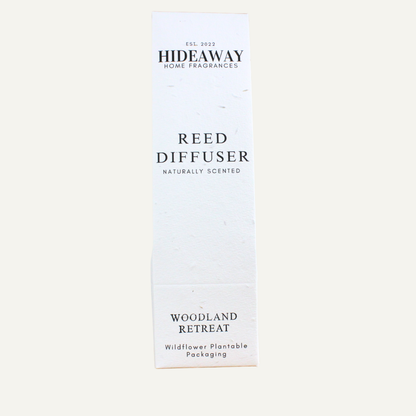 EST. 2022
HIDEAWAY
HOME FRAGRANCES
REED
DIFFUSER
NATURALLY SCENTED
WOODLAND
RETREAT
Wildflower Plantable
Packaging